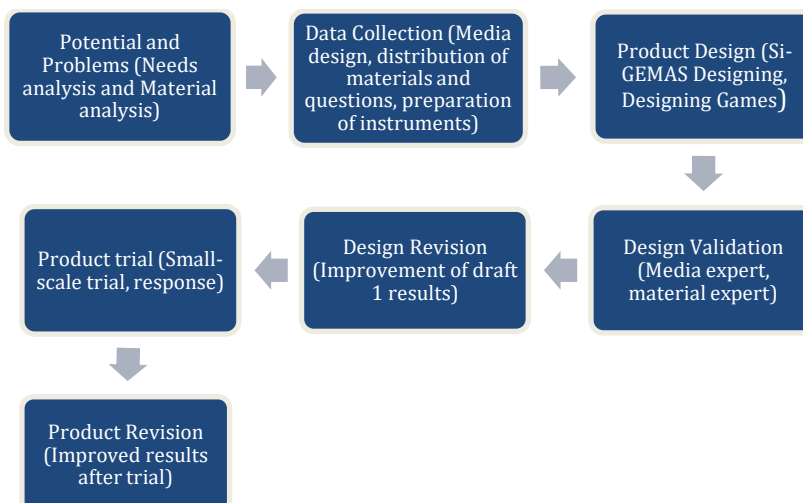 Potential and
Problems (Needs
analysis and Material
analysis)
Data Collection (Media
design, distribution of
materials and
questions, preparation
of instruments)
Product Design (Si-
GEMAS Designing,
Designing Games)
Design Validation
(Media expert,
material expert)
Design Revision
(Improvement of draft
1 results)
Product trial (Small-
scale trial, response)
Product Revision
(Improved results
after trial)